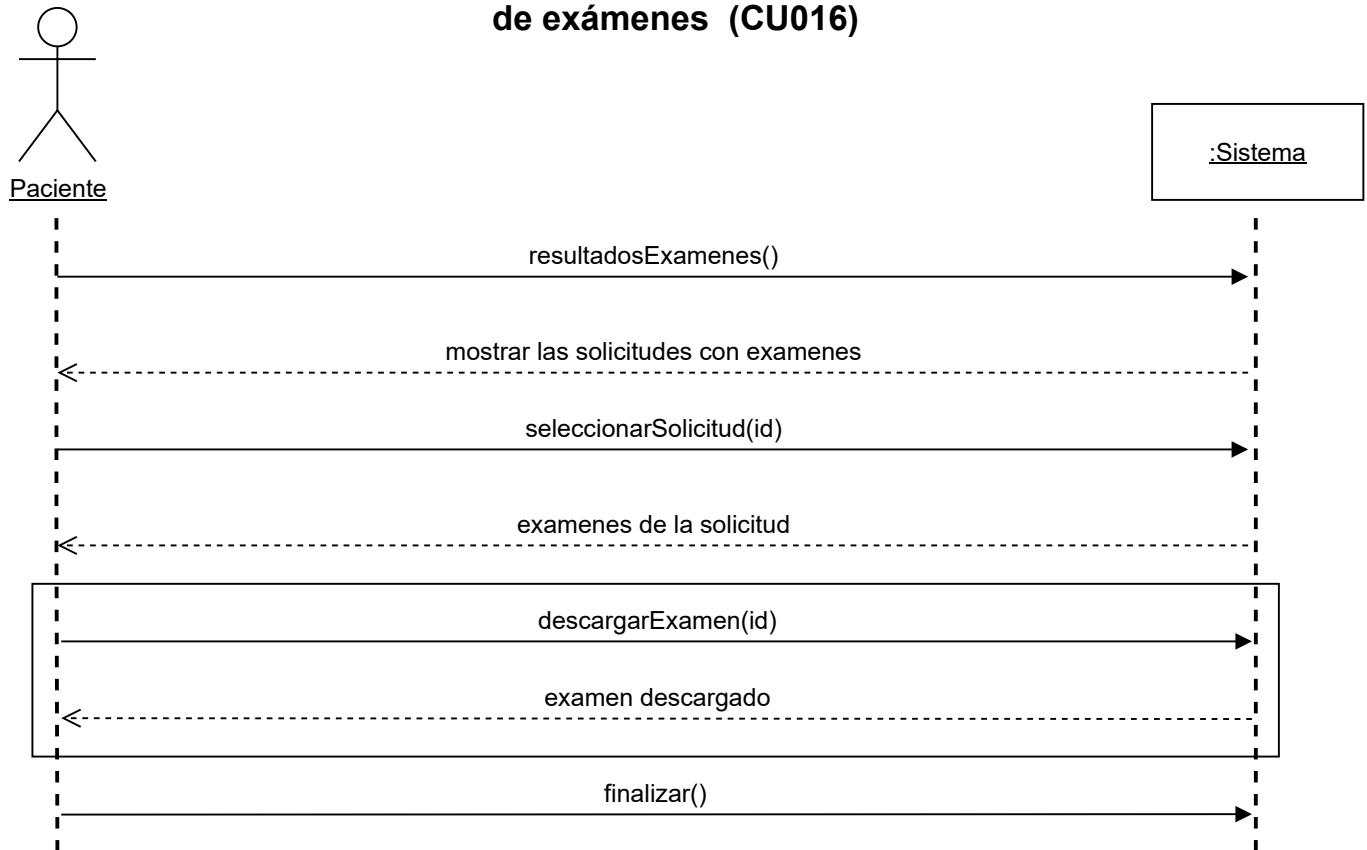 de exámenes (CU016)
:Sistema
Paciente
resultadosExamenes()
mostrar las solicitudes con examenes
seleccionarSolicitud(id)
examenes de la solicitud
descargarExamen(id)
examen descargado
finalizar()